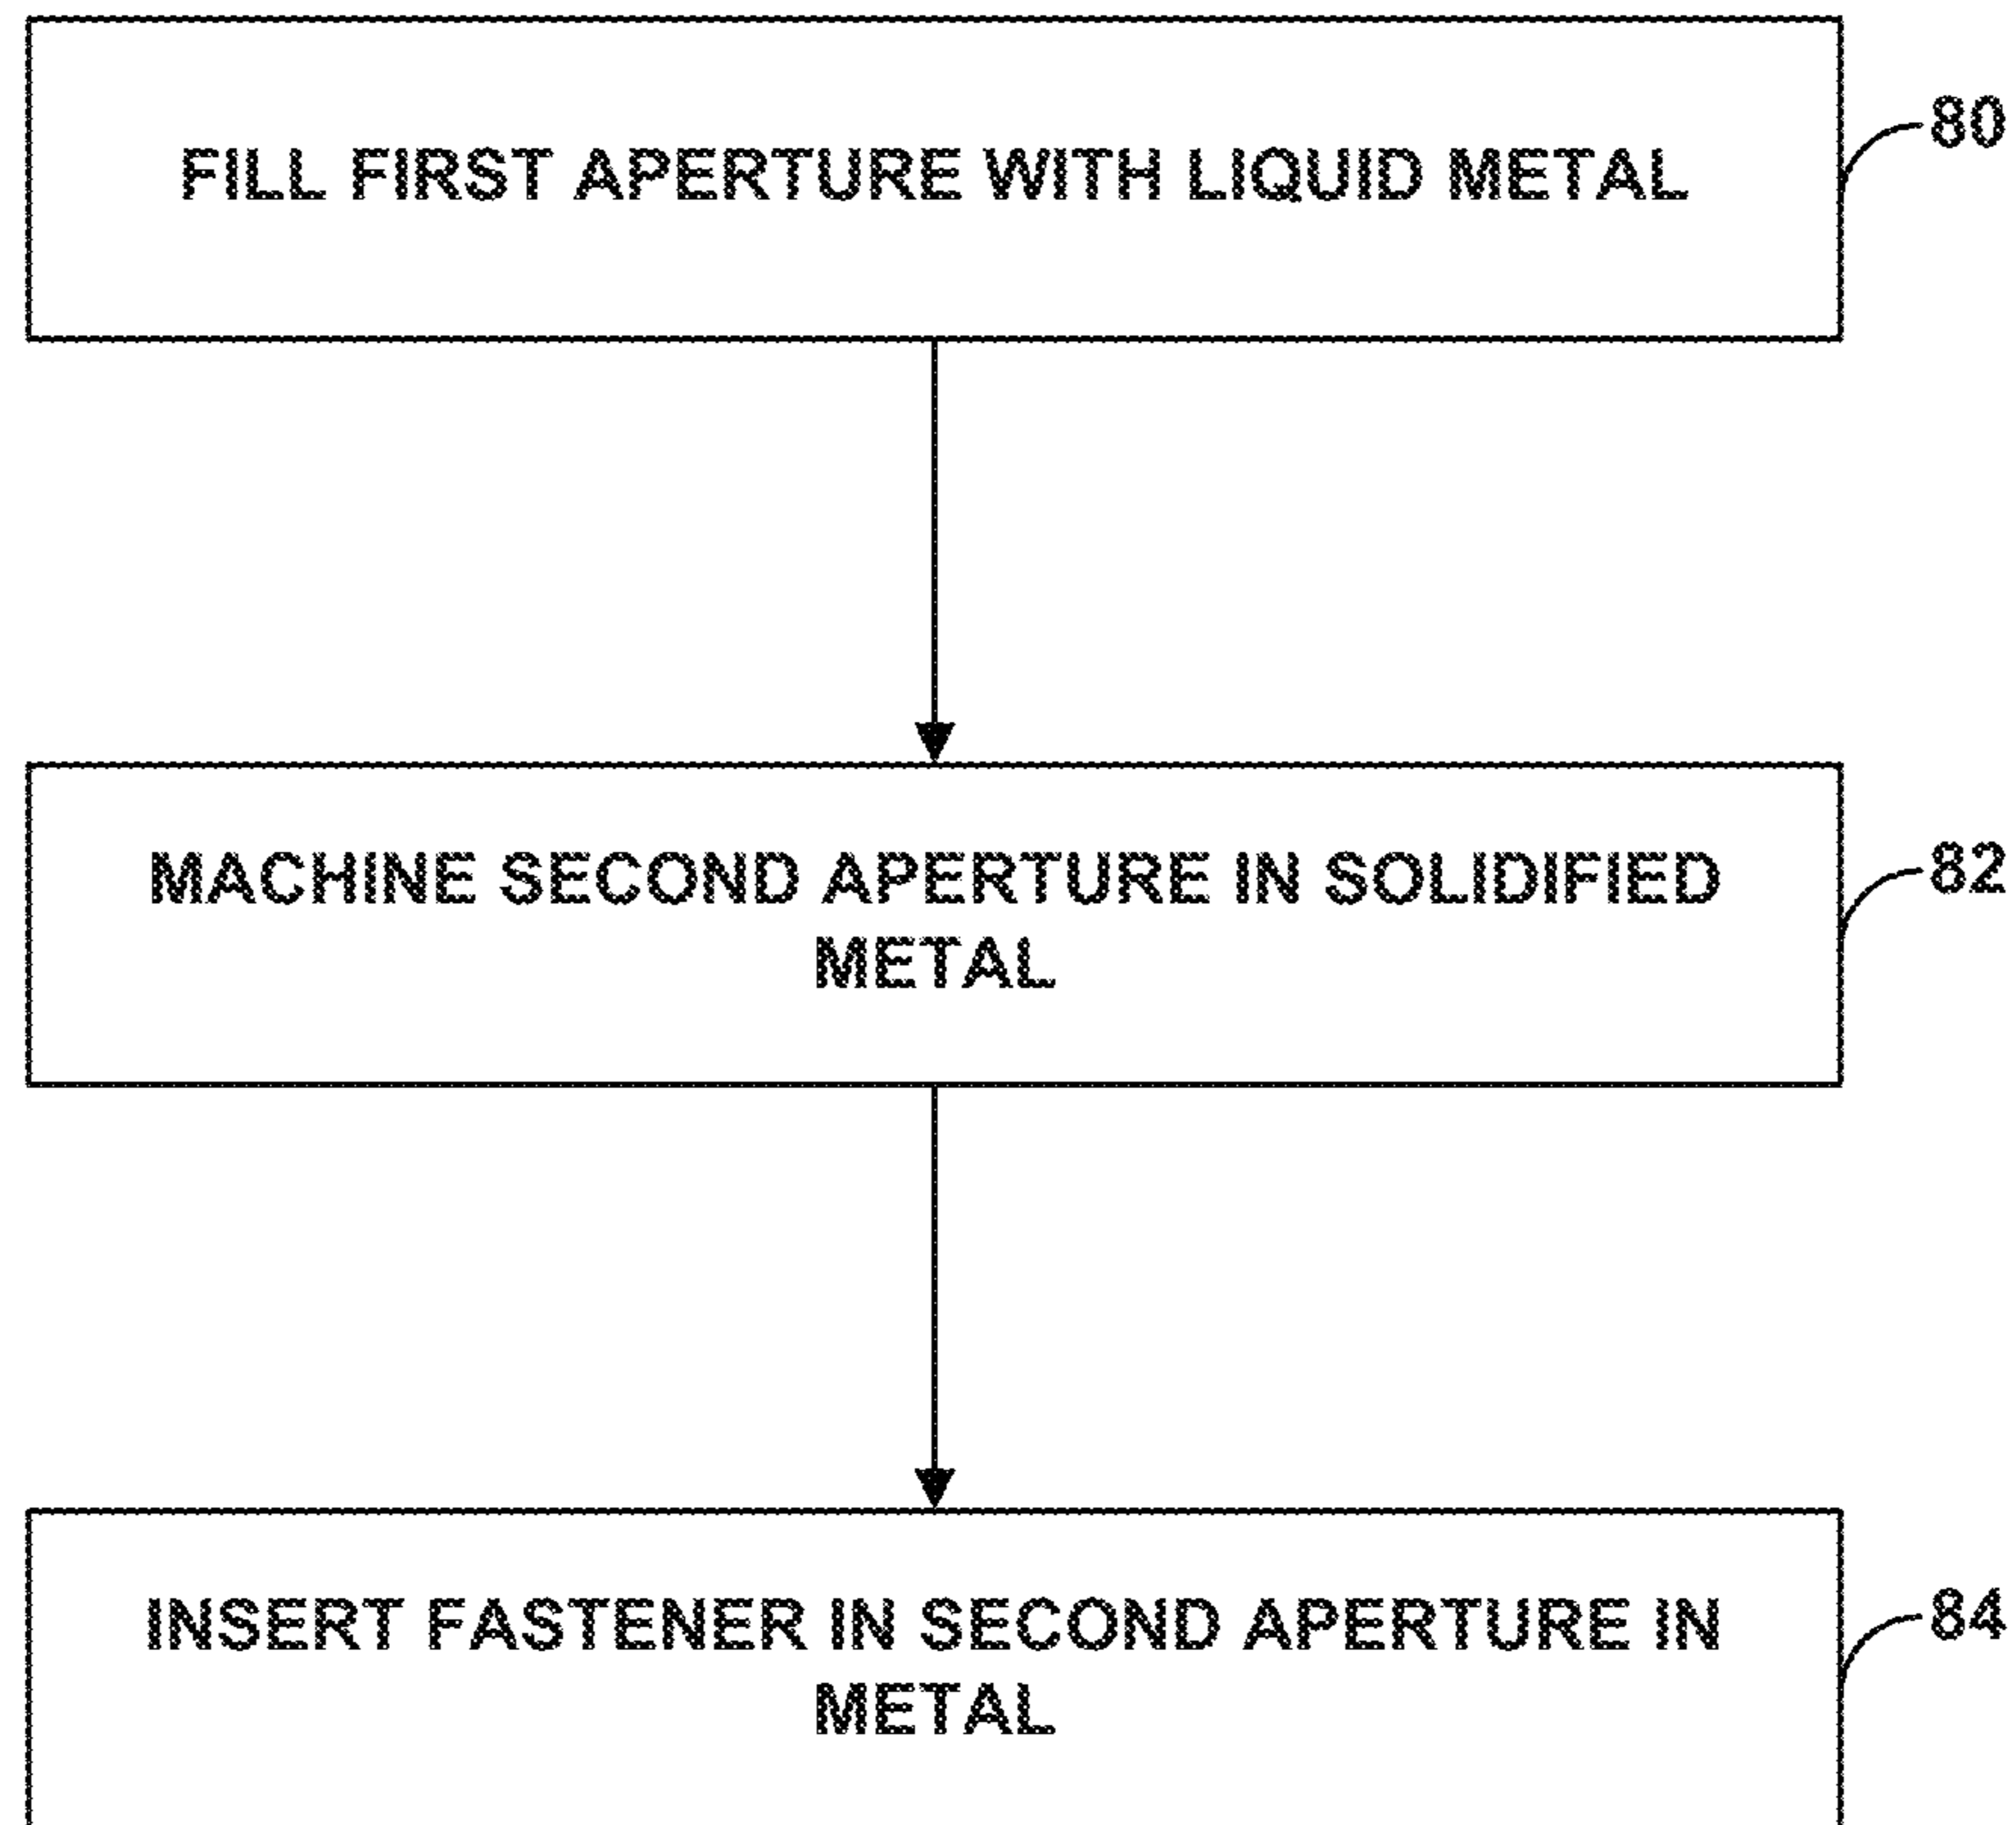 FILL FIRST APERTURE WITH LIQUID METAL
80
MACHINE SECOND APERTURE IN SOLIDIFIED
METAL
82
INSERT FASTENER IN SECOND APERTURE IN
METAL
84